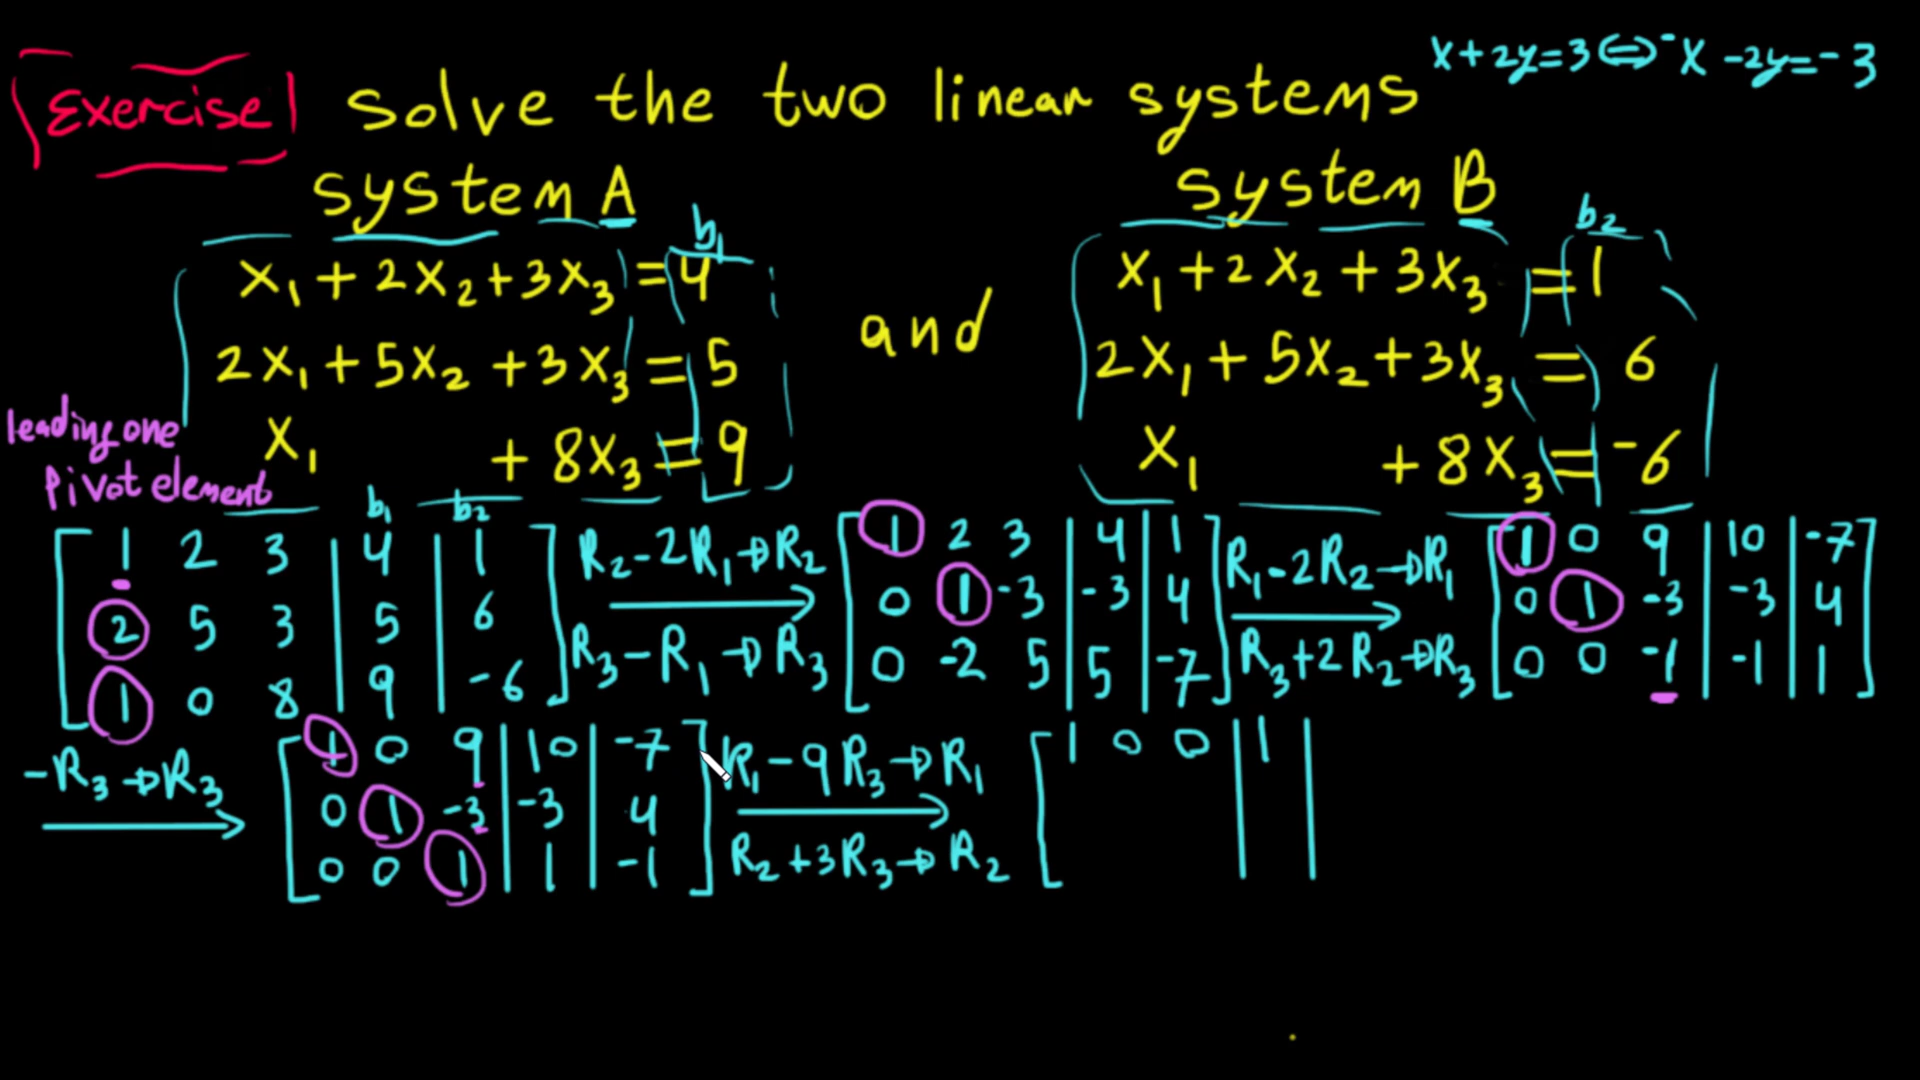 x+2y=3⇔-x-2y=-3
Exercise Solve the two linear systems
system A system B
b₁ b₂
x₁+2x₂+3x₃=4 and x₁+2x₂+3x₃=1
2x₁+5x₂+3x₃=5 2x₁+5x₂+3x₃=6
x₁ +8x₃=9 x₁ +8x₃=-6
leading one
Pivot element
b₁ b₂
[1 2 3 | 4 | 1] R₂-2R₁→R₂ [1 2 3 | 4 | 1] R₁-2R₂→R₁ [1 0 9 | 10 | -7]
[2 5 3 | 5 | 6] [0 1 -3 | -3 | 4] [0 1 -3 | -3 | 4]
[1 0 8 | 9 | -6] R₃-R₁→R₃ [0 -2 5 | 5 | -7] R₃+2R₂→R₃ [0 0 -1 | -1 | 1]
-R₃→R₃ [1 0 9 | 10 | -7] R₁-9R₃→R₁ [1 0 0 | 1 |
[0 1 -3 | -3 | 4]
[0 0 1 | 1 | -1] R₂+3R₃→R₂